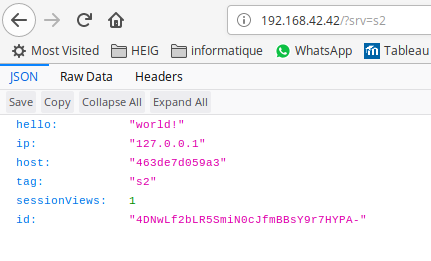 192.168.42.42/?srv=s2
Most Visited HEIG informatique WhatsApp Tableau
JSON Raw Data Headers
Save Copy Collapse All Expand All
hello: "world!"
ip: "127.0.0.1"
host: "463de7d059a3"
tag: "s2"
sessionViews: 1
id: "4DNwLf2bLR5SmiN0cJfmBBsY9r7HYPA-"